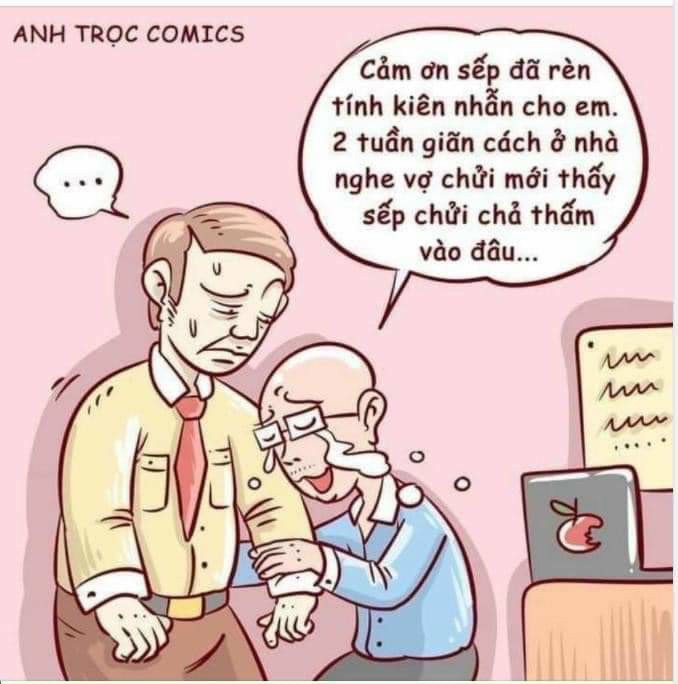 ANH TRỌC COMICS
Cảm ơn sếp đã rèn
tính kiên nhẫn cho em.
2 tuần giãn cách ở nhà
nghe vợ chửi mới thấy
sếp chửi chả thấm
vào đâu...
...